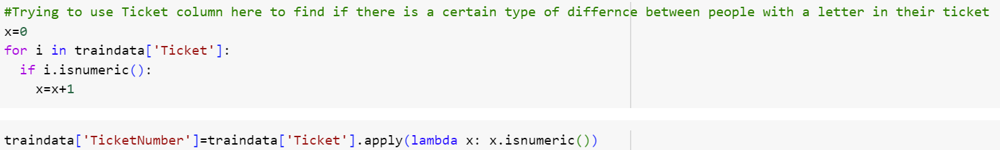 #Trying to use Ticket column here to find if there is a certain type of differnce between people with a letter in their ticket
x=0
for i in traindata['Ticket']:
  if i.isnumeric():
    x=x+1
traindata['TicketNumber']=traindata['Ticket'].apply(lambda x: x.isnumeric())